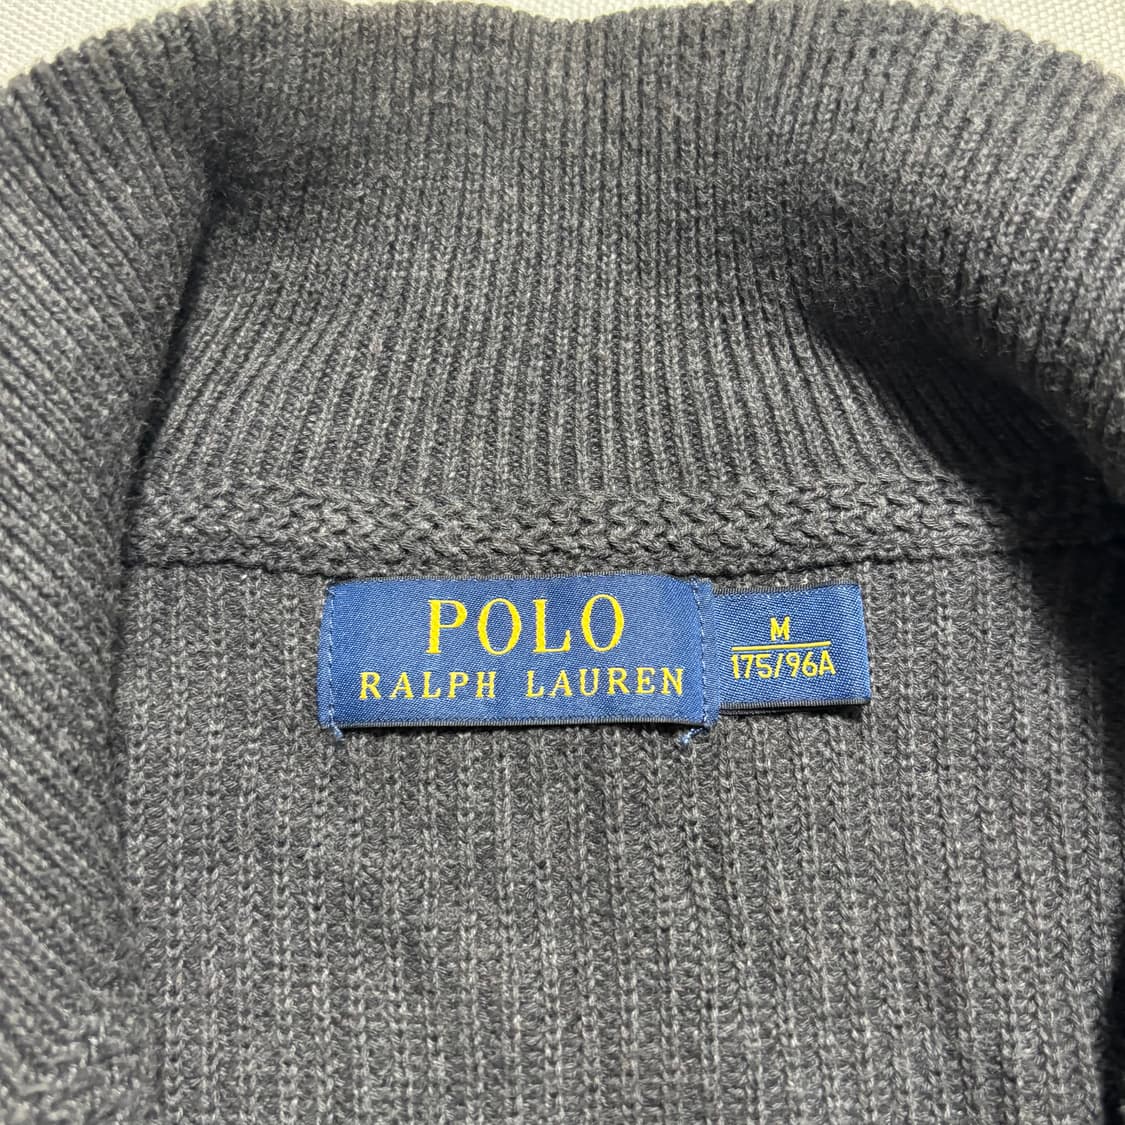 POLO
RALPH LAUREN
M
175/96A